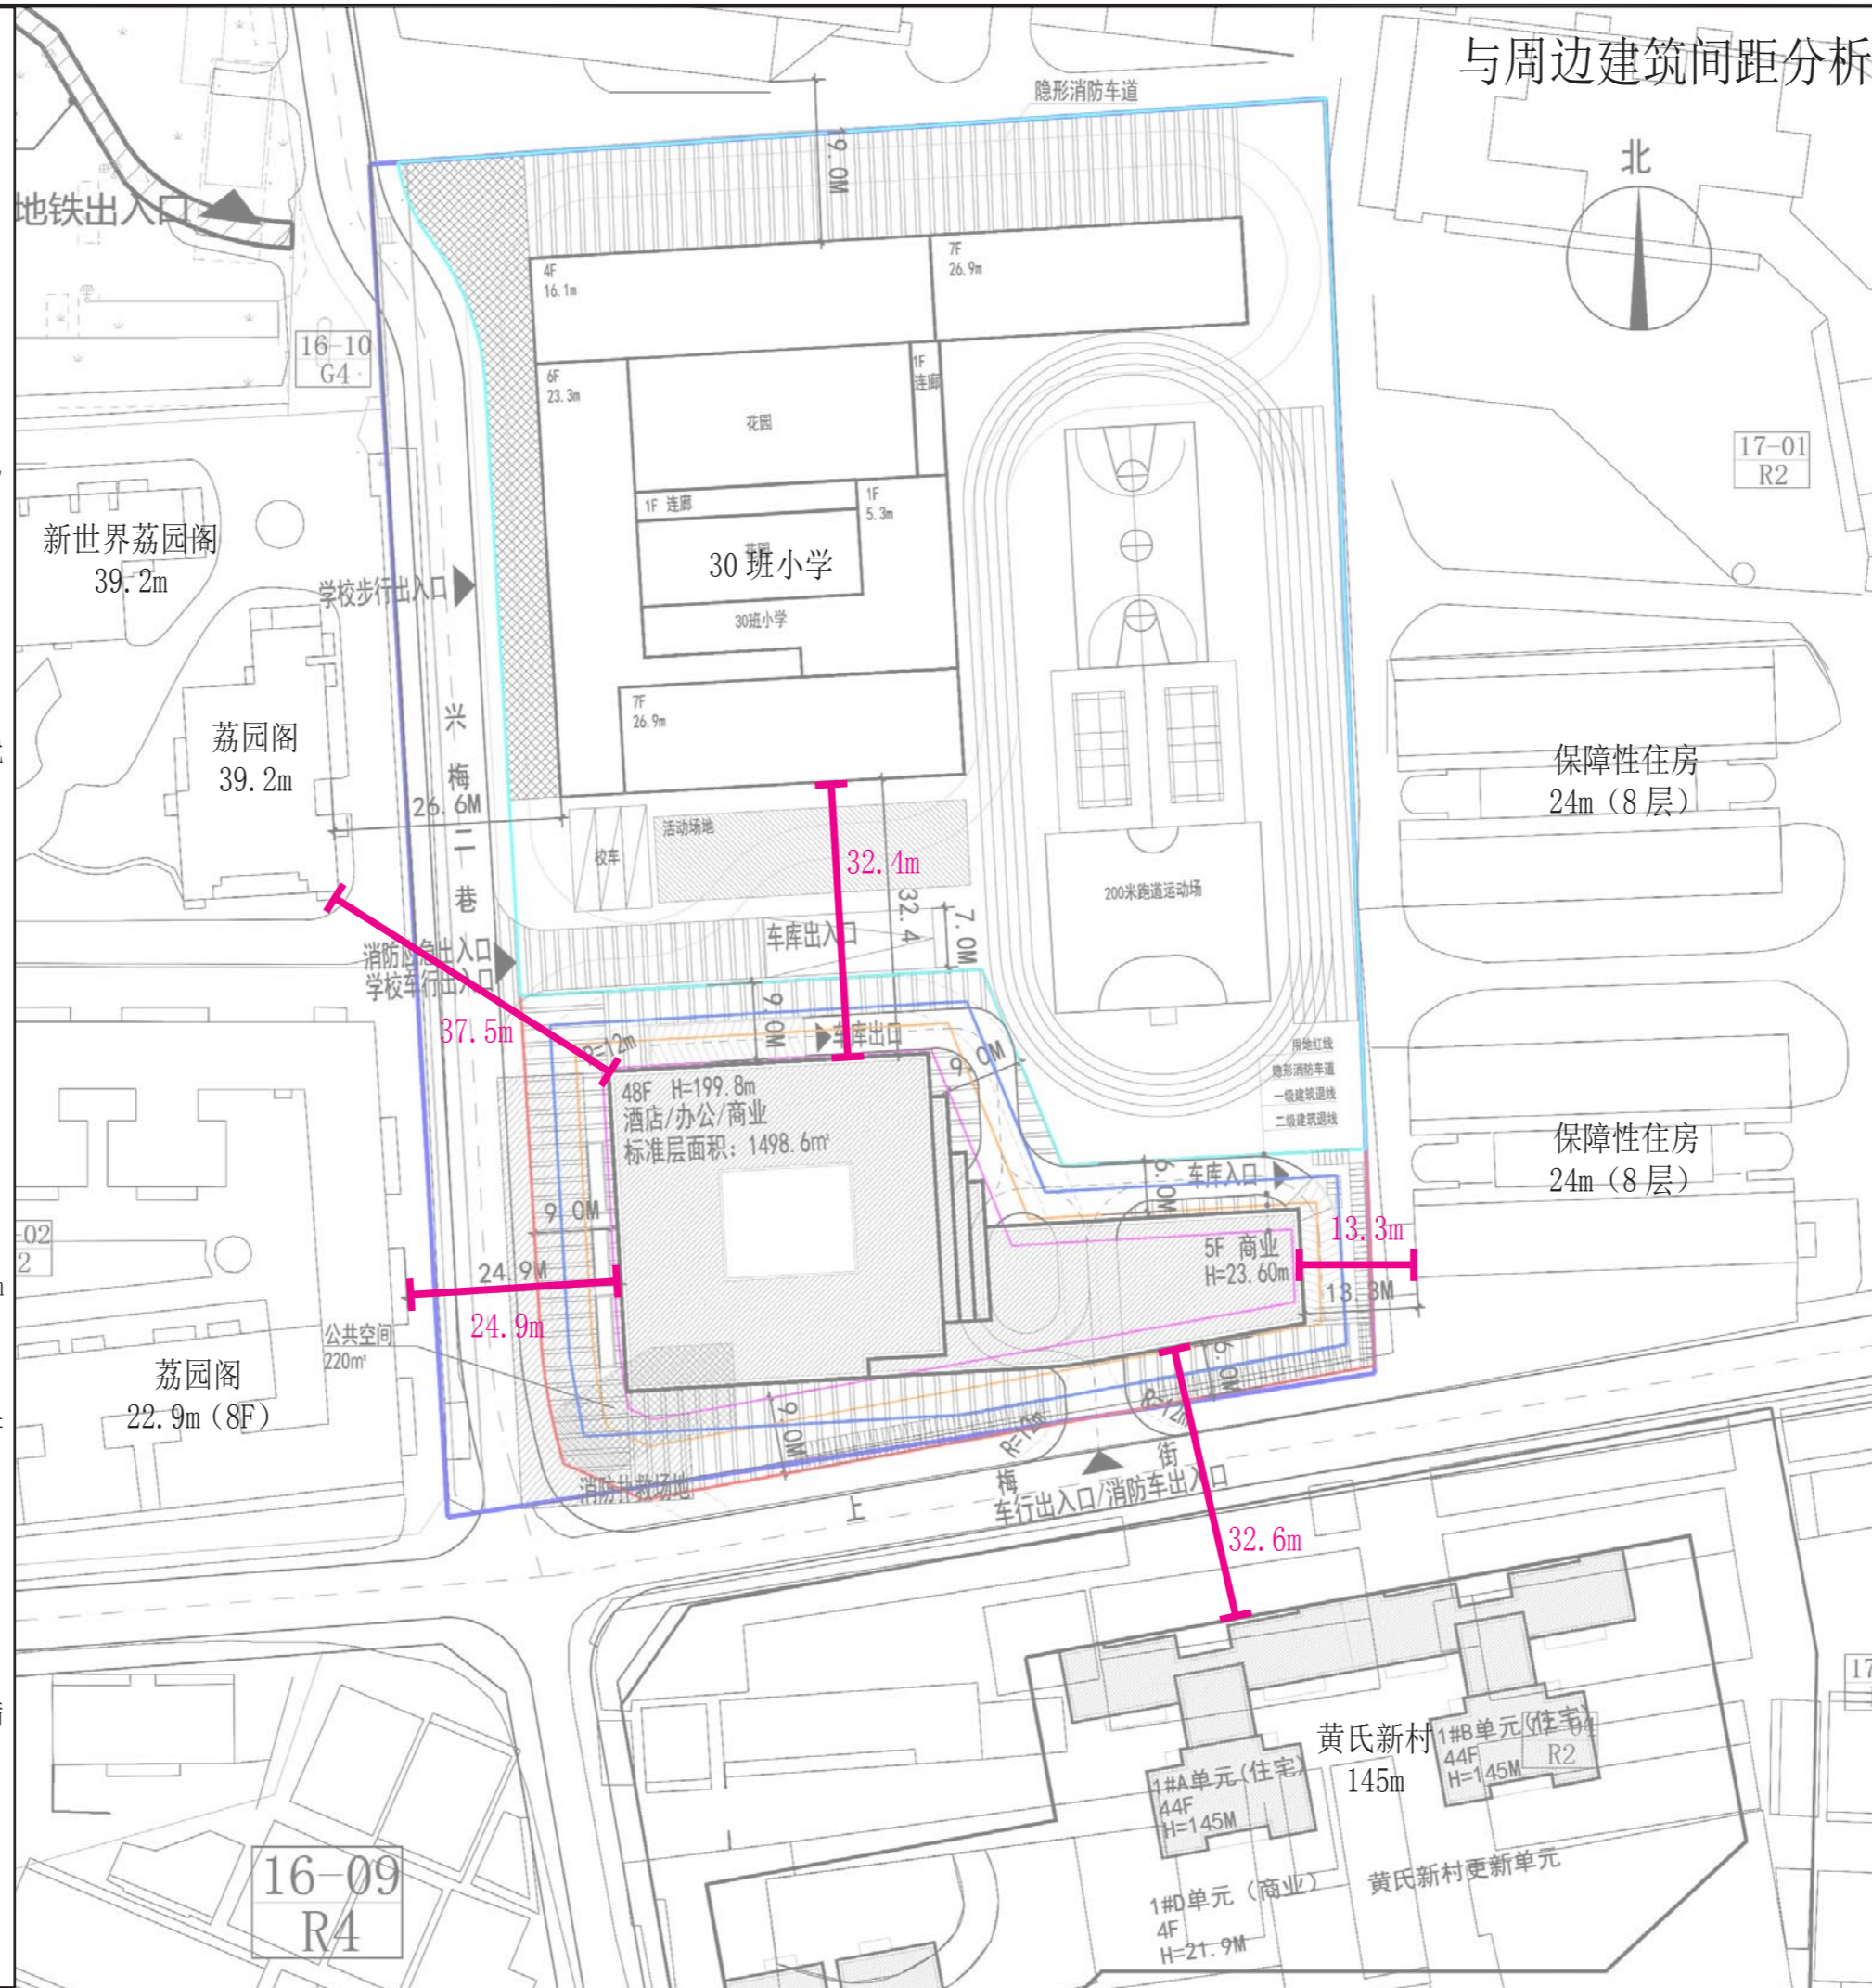 与周边建筑间距分析
隐形消防车道
北
19.0M
地铁出入口
7F
26.9m
4F
16.1m
16-10
G4
1F
连廊
6F
23.3m
花园
17-01
R2
1F
5.3m
1F 连廊
新世界荔园阁
39.2m
花园
30 班小学
学校步行出入口
30班小学
7F
26.9m
兴梅二巷
荔园阁
39.2m
保障性住房
24m（8 层）
26.6M
活动场地
校车
32.4m
200米跑道运动场
32.4
7.0M
车库出入口
消防应急出入口
学校车行出入口
9.0M
37.5m
R=12m
车库出口
用地红线
9.0M
隐形消防车道
48F H=199.8m
一级建筑退线
酒店/办公/商业
二级建筑退线
标准层面积：1498.6㎡
保障性住房
24m（8 层）
6.0M
车库入口
9.0M
-02
2
13.3m
5F 商业
H=23.60m
24.9M
13.3M
24.9m
公共空间
220㎡
荔园阁
22.9m（8F）
6.0M
R=12m
9.0M
R=12m
消防扑救场地
上梅街
车行出入口/消防车出入口
32.6m
17
黄氏新村
145m
1#B单元(住宅)
44F
H=145M
R2
1#A单元(住宅)
44F
H=145M
16-09
R4
黄氏新村更新单元
1#D单元（商业）
4F
H=21.9M